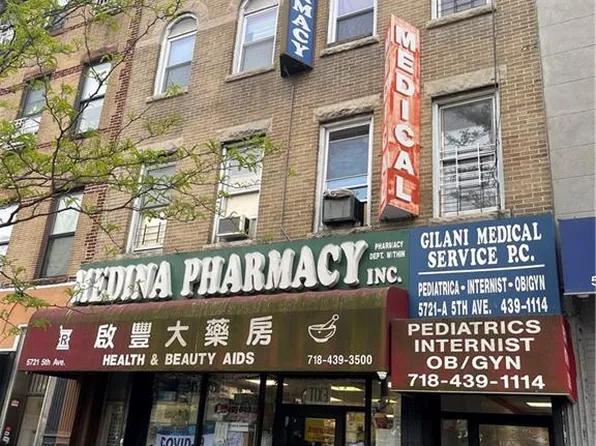 PHARMACY
MEDICAL
MEDINA PHARMACY INC.
PHARMACY
DEPT. WITHIN
GILANI MEDICAL
SERVICE P.C.
PEDIATRICA - INTERNIST - OB/GYN
5721-A 5TH AVE. 439-1114
啟豐大藥房
5721 5th Ave.
HEALTH & BEAUTY AIDS
718-439-3500
PEDIATRICS
INTERNIST
OB/GYN
718-439-1114